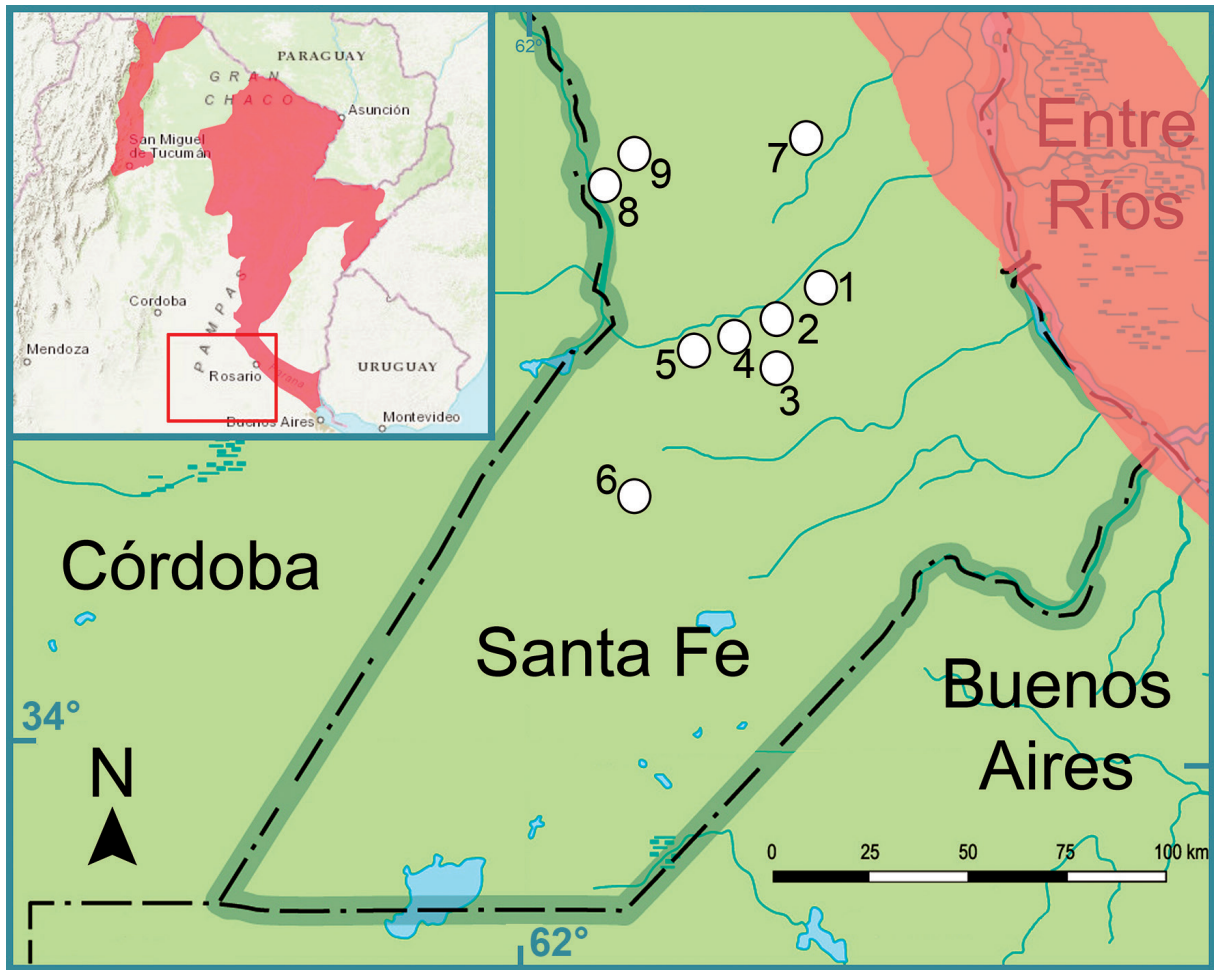 PARAGUAY
GRAN
CHACO
Asunción
San Miguel
de Tucumán
PAMPAS
Cordoba
Mendoza
Rosario
Parana
URUGUAY
Buenos Aires
Montevideo
62°
Entre
Ríos
7
9
8
1
2
5
4
3
6
Córdoba
Santa Fe
Buenos
Aires
34°
N
0 25 50 75 100 km
62°